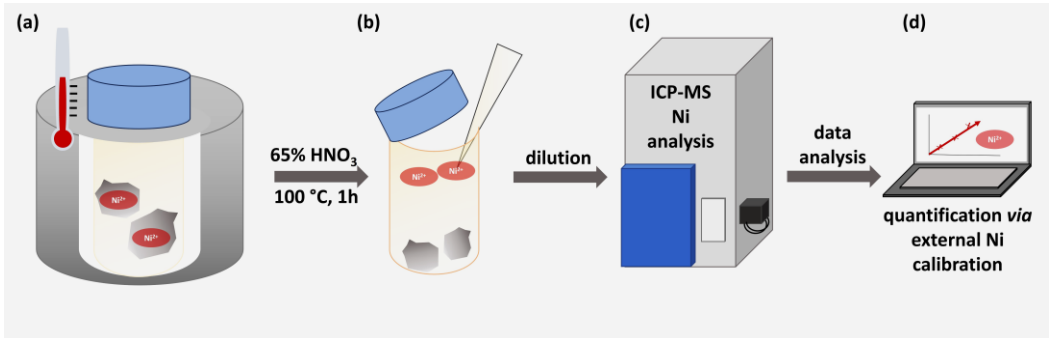 (a)
(b)
(c)
(d)
Ni²⁺
Ni²⁺
65% HNO₃
100 °C, 1h
Ni²⁺
Ni²⁺
dilution
ICP-MS
Ni
analysis
data
analysis
Ni²⁺
quantification via
external Ni
calibration